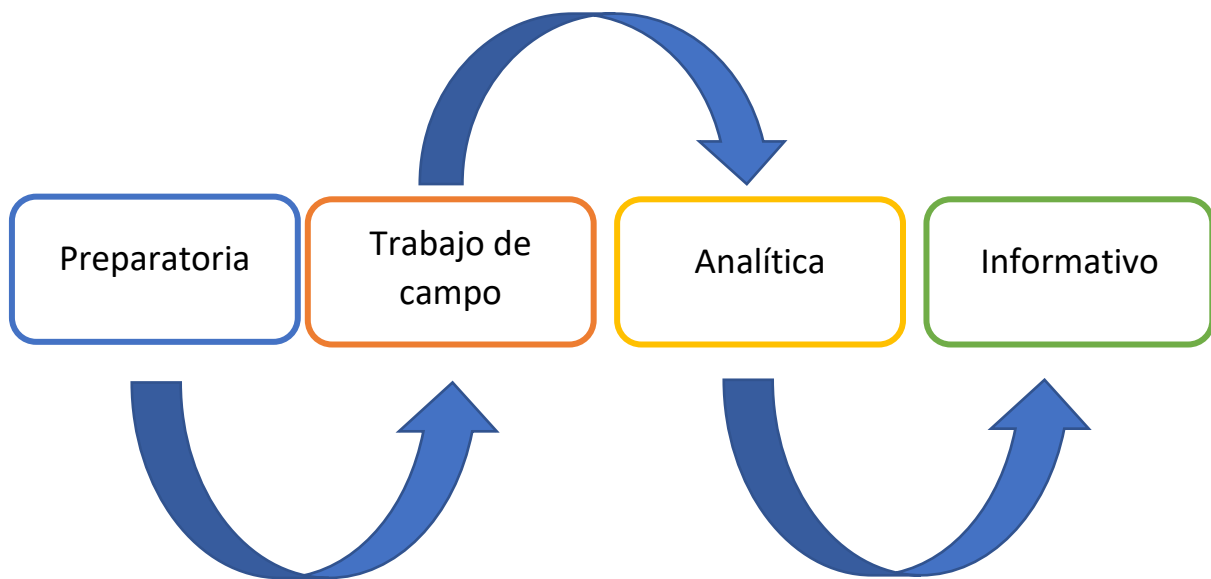 Preparatoria
Trabajo de
campo
Analítica
Informativo